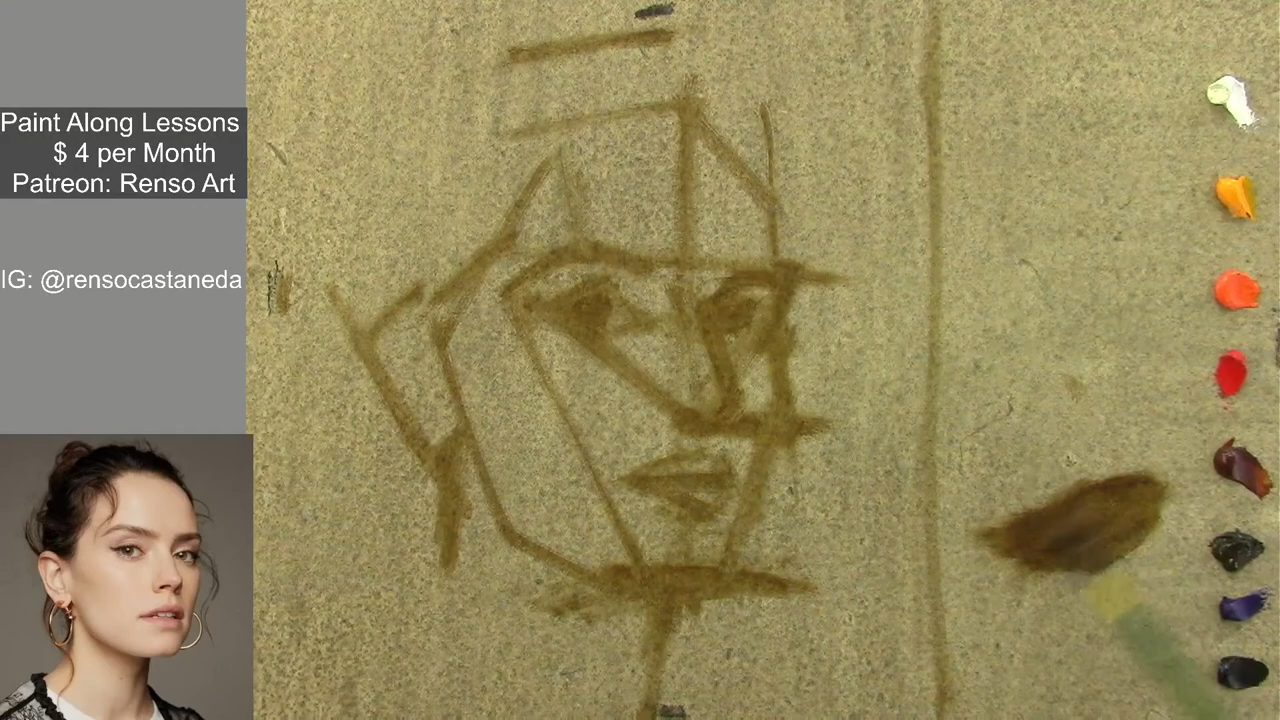 Paint Along Lessons
$ 4 per Month
Patreon: Renso Art
IG: @rensocastaneda